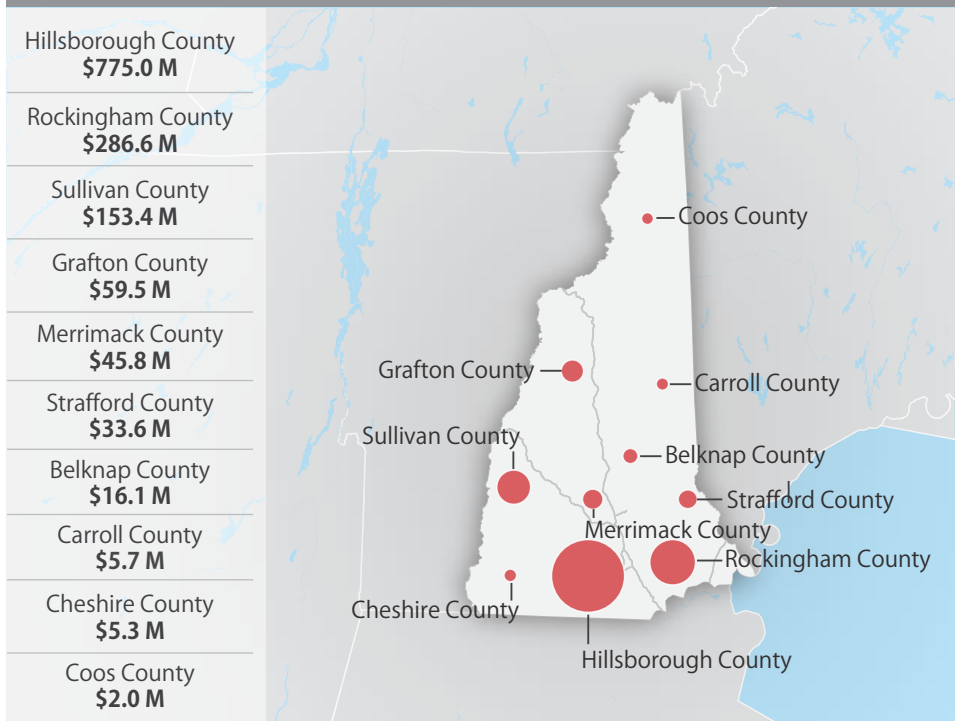 Hillsborough County
$775.0 M
Rockingham County
$286.6 M
Sullivan County
$153.4 M
Grafton County
$59.5 M
Merrimack County
$45.8 M
Strafford County
$33.6 M
Belknap County
$16.1 M
Carroll County
$5.7 M
Cheshire County
$5.3 M
Coos County
$2.0 M
Coos County
Grafton County
Carroll County
Sullivan County
Belknap County
Strafford County
Merrimack County
Rockingham County
Cheshire County
Hillsborough County